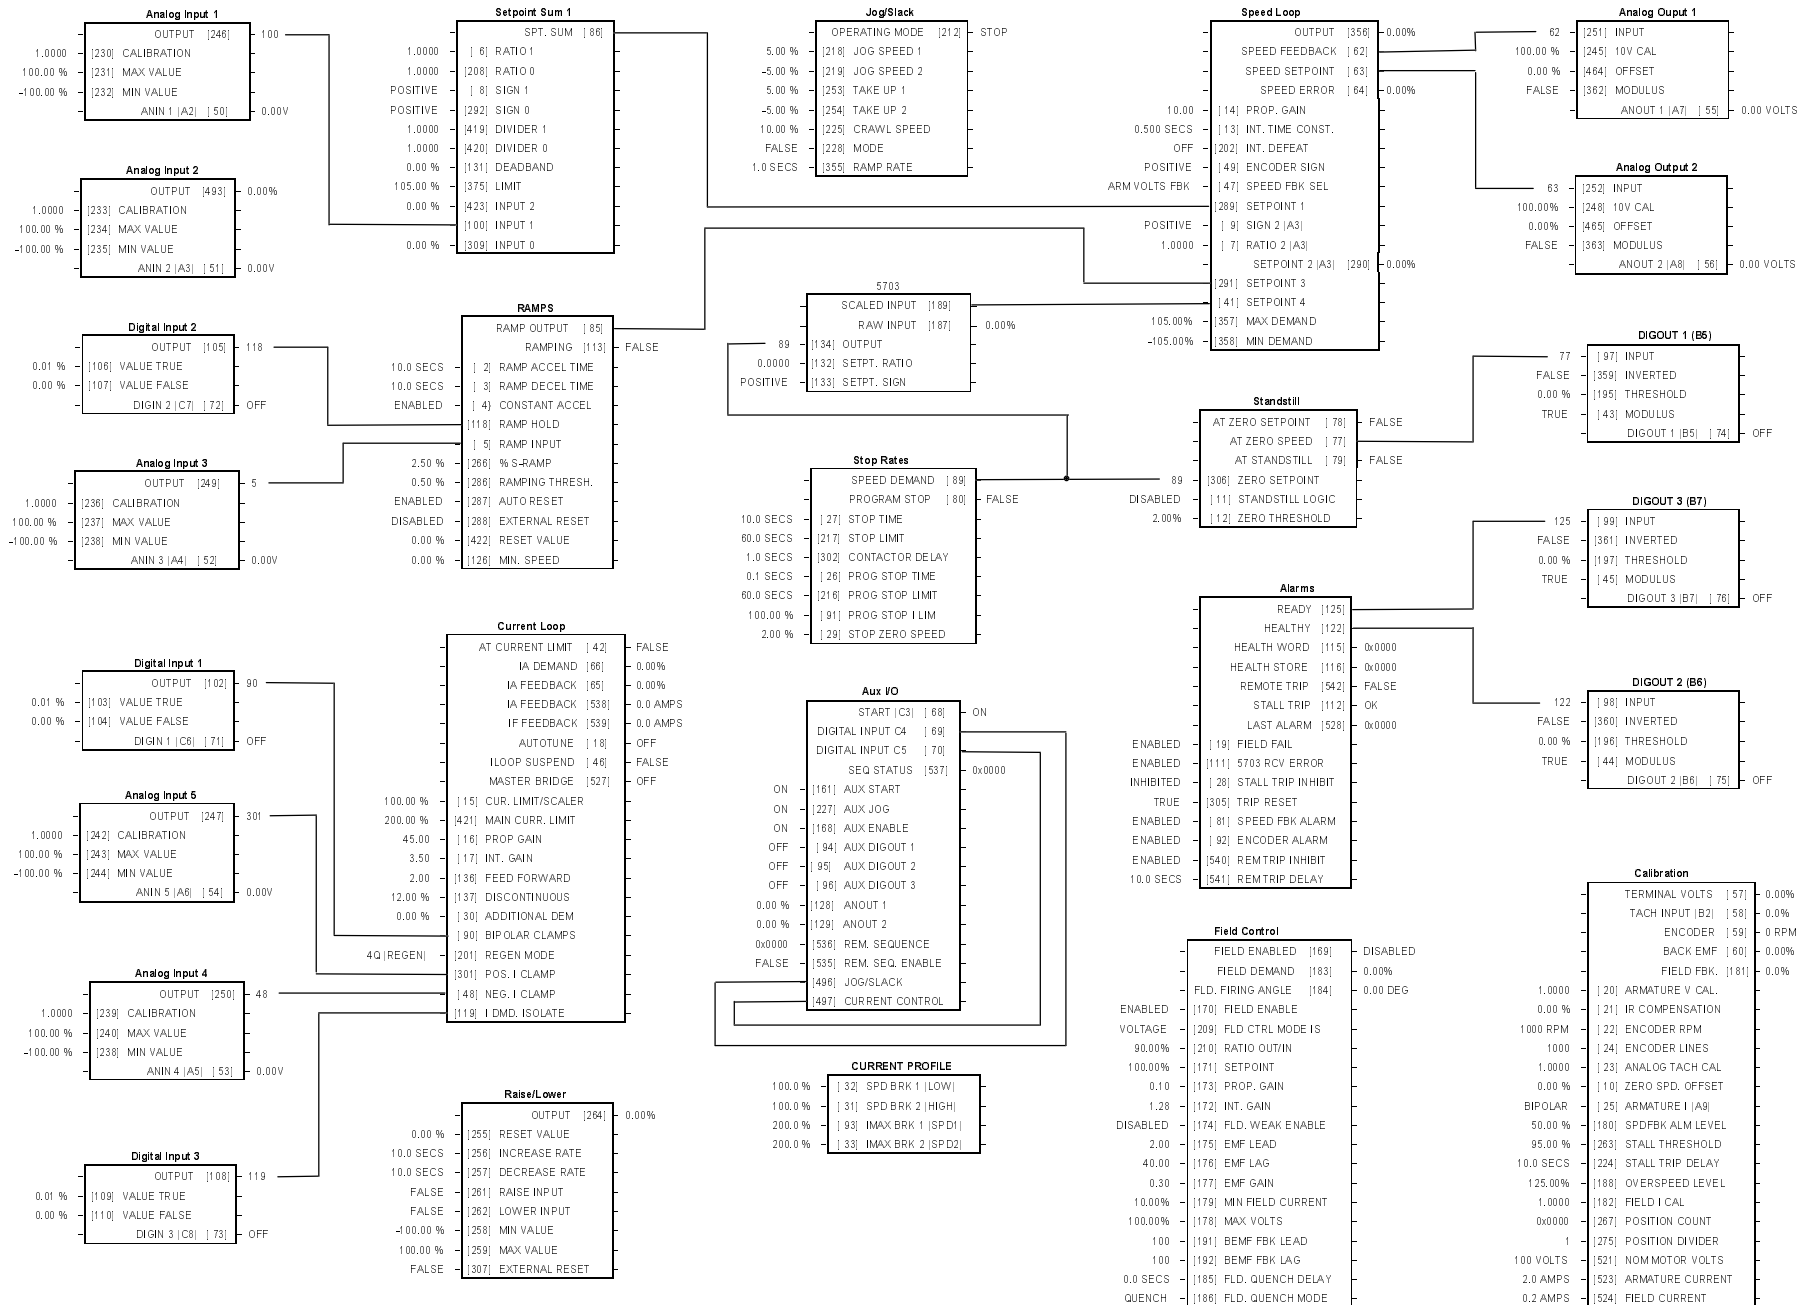 Analog Input 1
OUTPUT [246] 100
1.0000 [230] CALIBRATION
100.00 % [231] MAX VALUE
-100.00 % [232] MIN VALUE
ANIN 1 |A2| [ 50] 0.00V
Analog Input 2
OUTPUT [493] 0.00%
1.0000 [233] CALIBRATION
100.00 % [234] MAX VALUE
-100.00 % [235] MIN VALUE
ANIN 2 |A3| [ 51] 0.00V
Digital Input 2
OUTPUT [105] 118
0.01 % [106] VALUE TRUE
0.00 % [107] VALUE FALSE
DIGIN 2 |C7| [ 72] OFF
Analog Input 3
OUTPUT [249] 5
1.0000 [236] CALIBRATION
100.00 % [237] MAX VALUE
-100.00 % [238] MIN VALUE
ANIN 3 |A4| [ 52] 0.00V
Digital Input 1
OUTPUT [102] 90
0.01 % [103] VALUE TRUE
0.00 % [104] VALUE FALSE
DIGIN 1 |C6| [ 71] OFF
Analog Input 5
OUTPUT [247] 301
1.0000 [242] CALIBRATION
100.00 % [243] MAX VALUE
-100.00 % [244] MIN VALUE
ANIN 5 |A6| [ 54] 0.00V
Analog Input 4
OUTPUT [250] 48
1.0000 [239] CALIBRATION
100.00 % [240] MAX VALUE
-100.00 % [238] MIN VALUE
ANIN 4 |A5| [ 53] 0.00V
Digital Input 3
OUTPUT [108] 119
0.01 % [109] VALUE TRUE
0.00 % [110] VALUE FALSE
DIGIN 3 |C8| [ 73] OFF
Setpoint Sum 1
SPT. SUM [ 86]
1.0000 [ 6] RATIO 1
1.0000 [208] RATIO 0
POSITIVE [ 8] SIGN 1
POSITIVE [292] SIGN 0
1.0000 [419] DIVIDER 1
1.0000 [420] DIVIDER 0
0.00 % [131] DEADBAND
105.00 % [375] LIMIT
0.00 % [423] INPUT 2
[100] INPUT 1
0.00 % [309] INPUT 0
RAMPS
RAMP OUTPUT [ 85]
RAMPING [113] FALSE
10.0 SECS [ 2] RAMP ACCEL TIME
10.0 SECS [ 3] RAMP DECEL TIME
ENABLED [ 4} CONSTANT ACCEL
[118] RAMP HOLD
[ 5] RAMP INPUT
2.50 % [266] % S-RAMP
0.50 % [286] RAMPING THRESH.
ENABLED [287] AUTO RESET
DISABLED [288] EXTERNAL RESET
0.00 % [422] RESET VALUE
0.00 % [126] MIN. SPEED
Current Loop
AT CURRENT LIMIT [ 42] FALSE
IA DEMAND [ 66] 0.00%
IA FEEDBACK [ 65] 0.00%
IA FEEDBACK [538] 0.0 AMPS
IF FEEDBACK [539] 0.0 AMPS
AUTOTUNE [ 18] OFF
ILOOP SUSPEND [ 46] FALSE
MASTER BRIDGE [527] OFF
100.00 % [ 15] CUR. LIMIT/SCALER
200.00 % [421] MAIN CURR. LIMIT
45.00 [ 16] PROP GAIN
3.50 [ 17] INT. GAIN
2.00 [136] FEED FORWARD
12.00 % [137] DISCONTINUOUS
0.00 % [ 30] ADDITIONAL DEM
[ 90] BIPOLAR CLAMPS
4Q |REGEN| [201] REGEN MODE
[301] POS. I CLAMP
[ 48] NEG. I CLAMP
[119] I DMD. ISOLATE
Raise/Lower
OUTPUT [264] 0.00%
0.00 % [255] RESET VALUE
10.0 SECS [256] INCREASE RATE
10.0 SECS [257] DECREASE RATE
FALSE [261] RAISE INPUT
FALSE [262] LOWER INPUT
-100.00 % [258] MIN VALUE
100.00 % [259] MAX VALUE
FALSE [307] EXTERNAL RESET
Jog/Slack
OPERATING MODE [212] STOP
5.00 % [218] JOG SPEED 1
-5.00 % [219] JOG SPEED 2
5.00 % [253] TAKE UP 1
-5.00 % [254] TAKE UP 2
10.00 % [225] CRAWL SPEED
FALSE [228] MODE
1.0 SECS [355] RAMP RATE
5703
SCALED INPUT [189]
RAW INPUT [187] 0.00%
89 [134] OUTPUT
0.0000 [132] SETPT. RATIO
POSITIVE [133] SETPT. SIGN
Stop Rates
SPEED DEMAND [ 89]
PROGRAM STOP [ 80] FALSE
10.0 SECS [ 27] STOP TIME
60.0 SECS [217] STOP LIMIT
1.0 SECS [302] CONTACTOR DELAY
0.1 SECS [ 26] PROG STOP TIME
60.0 SECS [216] PROG STOP LIMIT
100.00 % [ 91] PROG STOP I LIM
2.00 % [ 29] STOP ZERO SPEED
Aux I/O
START |C3| [ 68] ON
DIGITAL INPUT C4 [ 69]
DIGITAL INPUT C5 [ 70]
SEQ STATUS [537] 0x0000
ON [161] AUX START
ON [227] AUX JOG
ON [168] AUX ENABLE
OFF [ 94] AUX DIGOUT 1
OFF [ 95] AUX DIGOUT 2
OFF [ 96] AUX DIGOUT 3
0.00 % [128] ANOUT 1
0.00 % [129] ANOUT 2
0x0000 [536] REM. SEQUENCE
FALSE [535] REM. SEQ. ENABLE
[496] JOG/SLACK
[497] CURRENT CONTROL
CURRENT PROFILE
100.0 % [ 32] SPD BRK 1 |LOW|
100.0 % [ 31] SPD BRK 2 |HIGH|
200.0 % [ 93] IMAX BRK 1 |SPD1|
200.0 % [ 33] IMAX BRK 2 |SPD2|
Speed Loop
OUTPUT [356] 0.00%
SPEED FEEDBACK [ 62]
SPEED SETPOINT [ 63]
SPEED ERROR [ 64] 0.00%
10.00 [ 14] PROP. GAIN
0.500 SECS [ 13] INT. TIME CONST.
OFF [202] INT. DEFEAT
POSITIVE [ 49] ENCODER SIGN
ARM VOLTS FBK [ 47] SPEED FBK SEL
[289] SETPOINT 1
POSITIVE [ 9] SIGN 2 |A3|
1.0000 [ 7] RATIO 2 |A3|
SETPOINT 2 |A3| [290] 0.00%
[291] SETPOINT 3
[ 41] SETPOINT 4
105.00% [357] MAX DEMAND
-105.00% [358] MIN DEMAND
Standstill
AT ZERO SETPOINT [ 78] FALSE
AT ZERO SPEED [ 77]
AT STANDSTILL [ 79] FALSE
89 [306] ZERO SETPOINT
DISABLED [ 11] STANDSTILL LOGIC
2.00% [ 12] ZERO THRESHOLD
Alarms
READY [125]
HEALTHY [122]
HEALTH WORD [115] 0x0000
HEALTH STORE [116] 0x0000
REMOTE TRIP [542] FALSE
STALL TRIP [112] OK
LAST ALARM [528] 0x0000
ENABLED [ 19] FIELD FAIL
ENABLED [111] 5703 RCV ERROR
INHIBITED [ 28] STALL TRIP INHIBIT
TRUE [305] TRIP RESET
ENABLED [ 81] SPEED FBK ALARM
ENABLED [ 92] ENCODER ALARM
ENABLED [540] REM TRIP INHIBIT
10.0 SECS [541] REM TRIP DELAY
Field Control
FIELD ENABLED [169] DISABLED
FIELD DEMAND [183] 0.00%
FLD. FIRING ANGLE [184] 0.00 DEG
ENABLED [170] FIELD ENABLE
VOLTAGE [209] FLD CTRL MODE IS
90.00% [210] RATIO OUT/IN
100.00% [171] SETPOINT
0.10 [173] PROP. GAIN
1.28 [172] INT. GAIN
DISABLED [174] FLD. WEAK ENABLE
2.00 [175] EMF LEAD
40.00 [176] EMF LAG
0.30 [177] EMF GAIN
10.00% [179] MIN FIELD CURRENT
100.00% [178] MAX VOLTS
100 [191] BEMF FBK LEAD
100 [192] BEMF FBK LAG
0.0 SECS [185] FLD. QUENCH DELAY
QUENCH [186] FLD. QUENCH MODE
Analog Ouput 1
62 [251] INPUT
100.00 % [245] 10V CAL
0.00 % [464] OFFSET
FALSE [362] MODULUS
ANOUT 1 |A7| [ 55] 0.00 VOLTS
Analog Output 2
63 [252] INPUT
100.00% [248] 10V CAL
0.00% [465] OFFSET
FALSE [363] MODULUS
ANOUT 2 |A8| [ 56] 0.00 VOLTS
DIGOUT 1 (B5)
77 [ 97] INPUT
FALSE [359] INVERTED
0.00 % [195] THRESHOLD
TRUE [ 43] MODULUS
DIGOUT 1 |B5| [ 74] OFF
DIGOUT 3 (B7)
125 [ 99] INPUT
FALSE [361] INVERTED
0.00 % [197] THRESHOLD
TRUE [ 45] MODULUS
DIGOUT 3 |B7| [ 76] OFF
DIGOUT 2 (B6)
122 [ 98] INPUT
FALSE [360] INVERTED
0.00 % [196] THRESHOLD
TRUE [ 44] MODULUS
DIGOUT 2 |B6| [ 75] OFF
Calibration
TERMINAL VOLTS [ 57] 0.00%
TACH INPUT |B2| [ 58] 0.0%
ENCODER [ 59] 0 RPM
BACK EMF [ 60] 0.00%
FIELD FBK. [181] 0.0%
1.0000 [ 20] ARMATURE V CAL.
0.00 % [ 21] IR COMPENSATION
1000 RPM [ 22] ENCODER RPM
1000 [ 24] ENCODER LINES
1.0000 [ 23] ANALOG TACH CAL
0.00 % [ 10] ZERO SPD. OFFSET
BIPOLAR [ 25] ARMATURE I |A9|
50.00 % [180] SPDFBK ALM LEVEL
95.00 % [263] STALL THRESHOLD
10.0 SECS [224] STALL TRIP DELAY
125.00% [188] OVERSPEED LEVEL
1.0000 [182] FIELD I CAL
0x0000 [267] POSITION COUNT
1 [275] POSITION DIVIDER
100 VOLTS [521] NOM MOTOR VOLTS
2.0 AMPS [523] ARMATURE CURRENT
0.2 AMPS [524] FIELD CURRENT